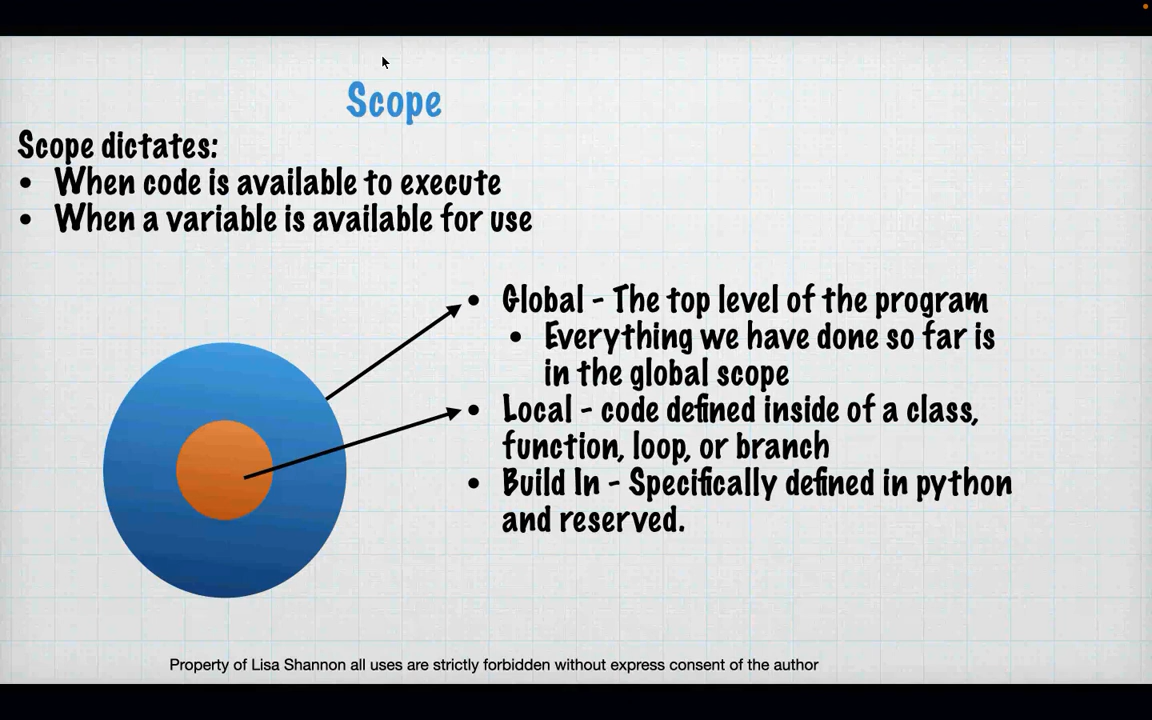 Scope
Scope dictates:
• When code is available to execute
• When a variable is available for use
• Global - The top level of the program
• Everything we have done so far is
in the global scope
• Local - code defined inside of a class,
function, loop, or branch
• Build In - Specifically defined in python
and reserved.
Property of Lisa Shannon all uses are strictly forbidden without express consent of the author